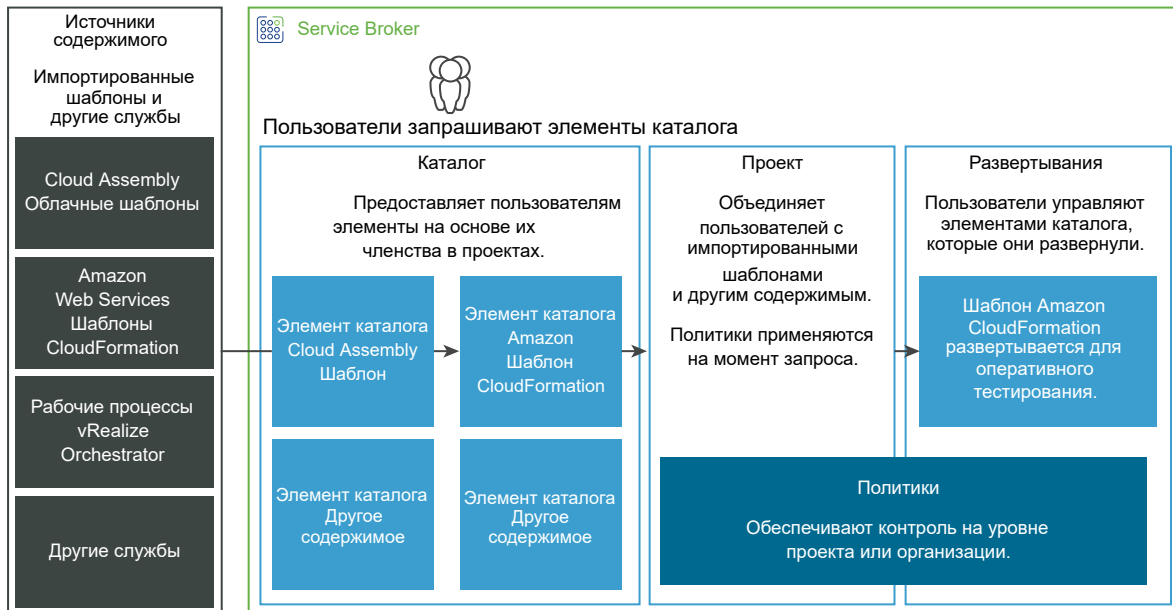 Источники
содержимого
Импортированные
шаблоны и
другие службы
Cloud Assembly
Облачные шаблоны
Amazon
Web Services
Шаблоны
CloudFormation
Рабочие процессы
vRealize
Orchestrator
Другие службы
Service Broker
Пользователи запрашивают элементы каталога
Каталог
Предоставляет пользователям
элементы на основе их
членства в проектах.
Элемент каталога
Cloud Assembly
Шаблон
Элемент каталога
Amazon
Шаблон
CloudFormation
Элемент каталога
Другое
содержимое
Элемент каталога
Другое
содержимое
Проект
Объединяет
пользователей с
импортированными
шаблонами
и другим содержимым.
Политики применяются
на момент запроса.
Развертывания
Пользователи управляют
элементами каталога,
которые они развернули.
Шаблон Amazon
CloudFormation
развертывается для
оперативного
тестирования.
Политики
Обеспечивают контроль на уровне
проекта или организации.